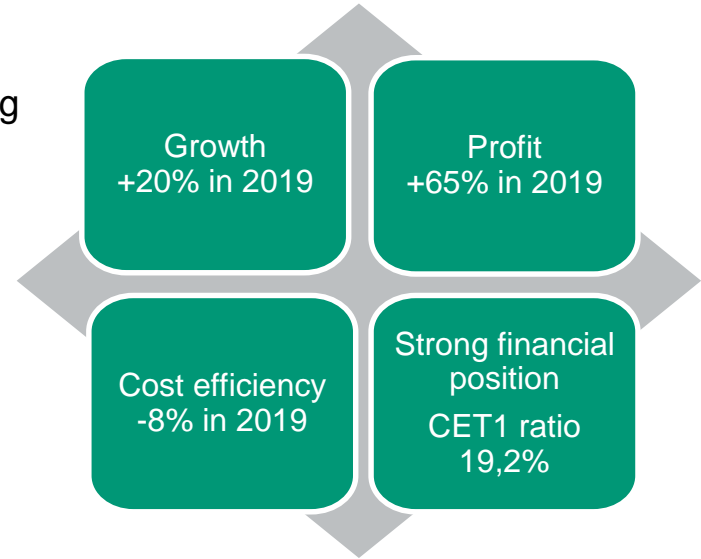 g
Growth
+20% in 2019
Profit
+65% in 2019
Cost efficiency
-8% in 2019
Strong financial
position
CET1 ratio
19,2%